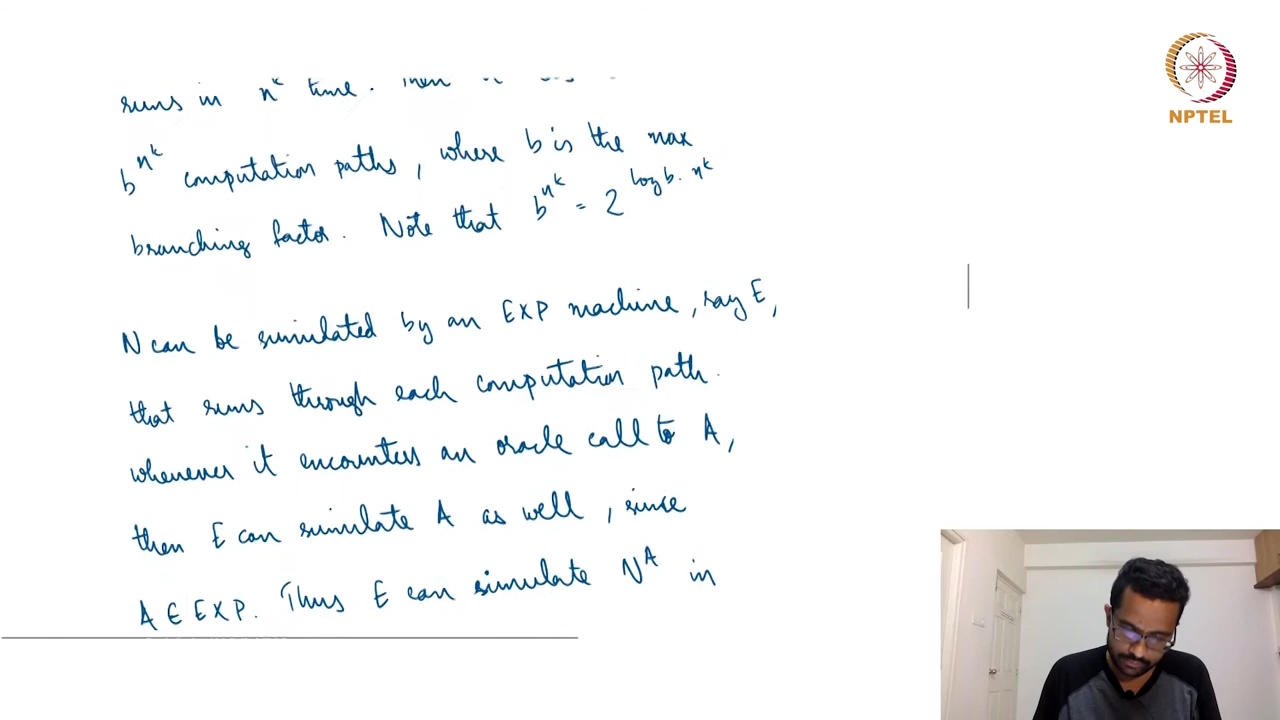 runs in n^k time. Then
b^{n^k} computation paths, where b is the max
branching factor. Note that b^{n^k} = 2^{log b. n^k}
N can be simulated by an EXP machine, say E,
that runs through each computation path.
whenever it encounters an oracle call to A,
then E can simulate A as well, since
A ∈ EXP. Thus E can simulate N^A in
NPTEL